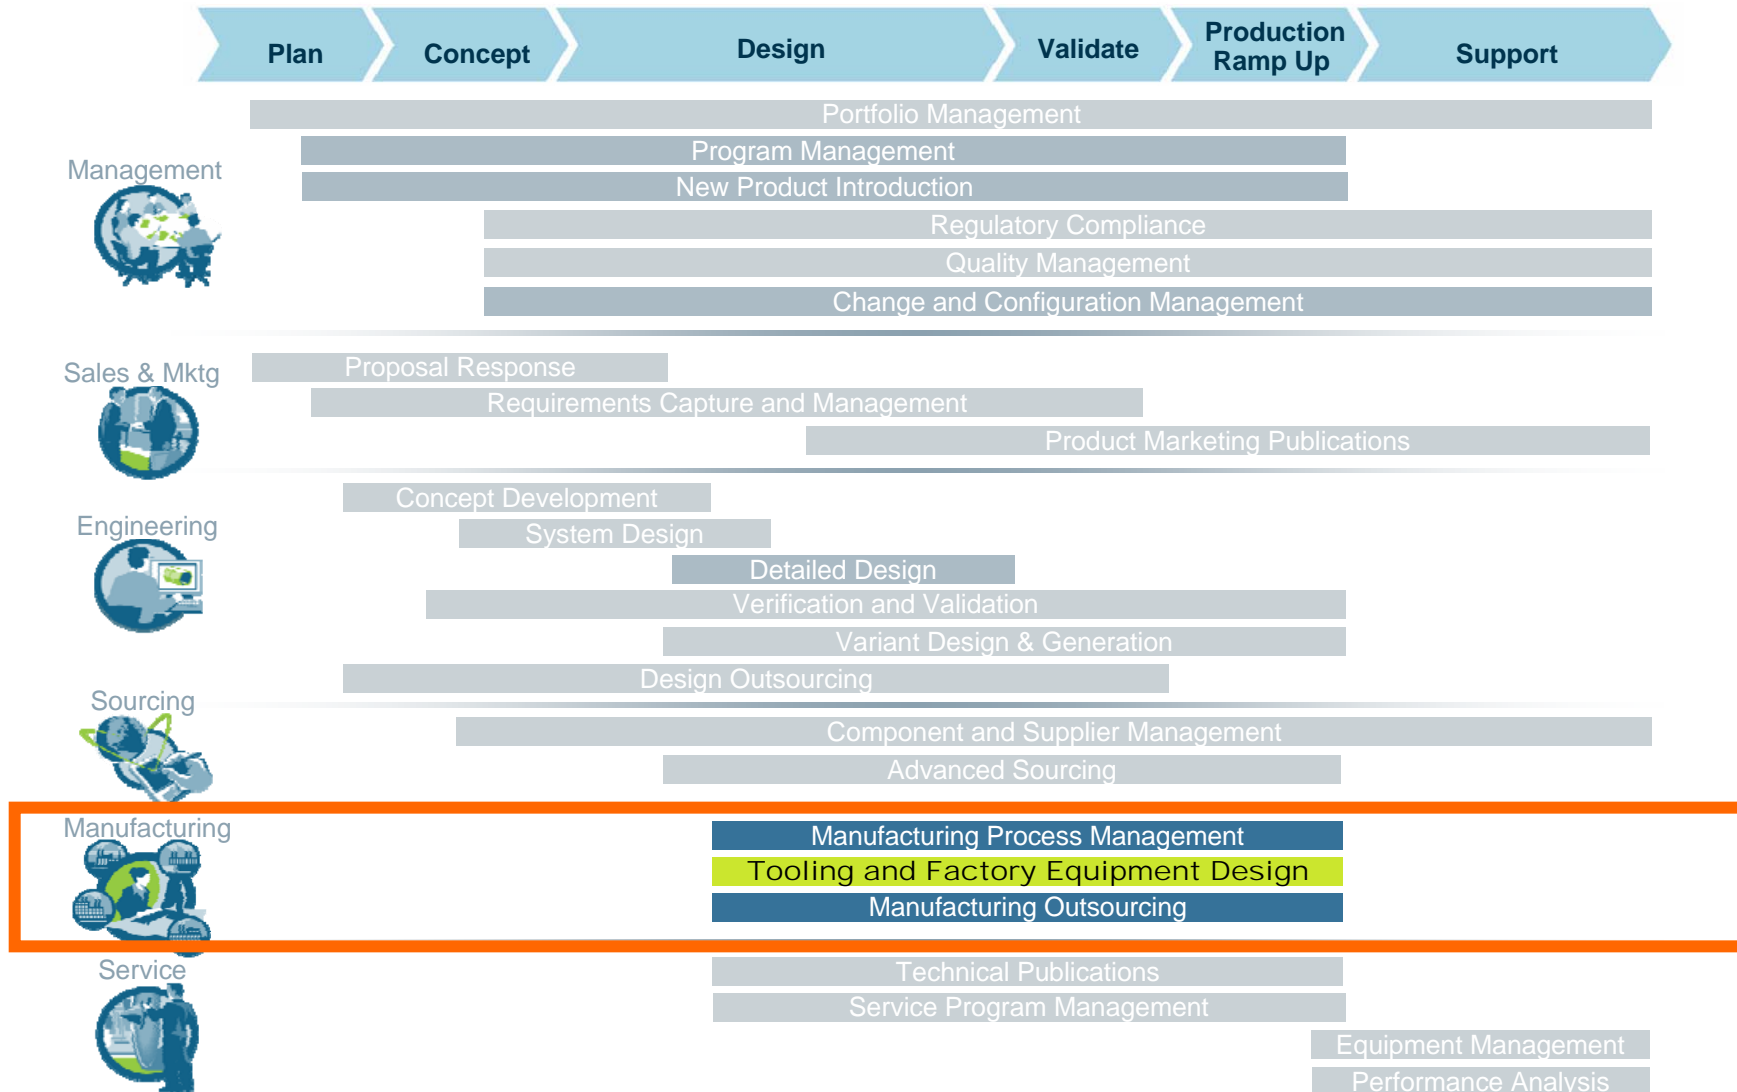 Plan
Concept
Design
Validate
Production
Ramp Up
Support
Management
Portfolio Management
Program Management
New Product Introduction
Regulatory Compliance
Quality Management
Change and Configuration Management
Sales & Mktg
Proposal Response
Requirements Capture and Management
Product Marketing Publications
Engineering
Concept Development
System Design
Detailed Design
Verification and Validation
Variant Design & Generation
Design Outsourcing
Sourcing
Component and Supplier Management
Advanced Sourcing
Manufacturing
Manufacturing Process Management
Tooling and Factory Equipment Design
Manufacturing Outsourcing
Service
Technical Publications
Service Program Management
Equipment Management
Performance Analysis